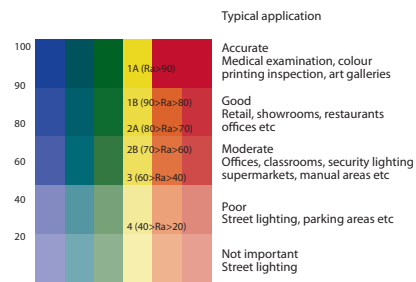 Typical application
100
Accurate
Medical examination, colour
printing inspection, art galleries
1A (Ra>90)
90
Good
Retail, showrooms, restaurants
offices etc
1B (90>Ra>80)
80
2A (80>Ra>70)
Moderate
Offices, classrooms, security lighting
supermarkets, manual areas etc
2B (70>Ra>60)
60
3 (60>Ra>40)
40
Poor
Street lighting, parking areas etc
4 (40>Ra>20)
20
Not important
Street lighting